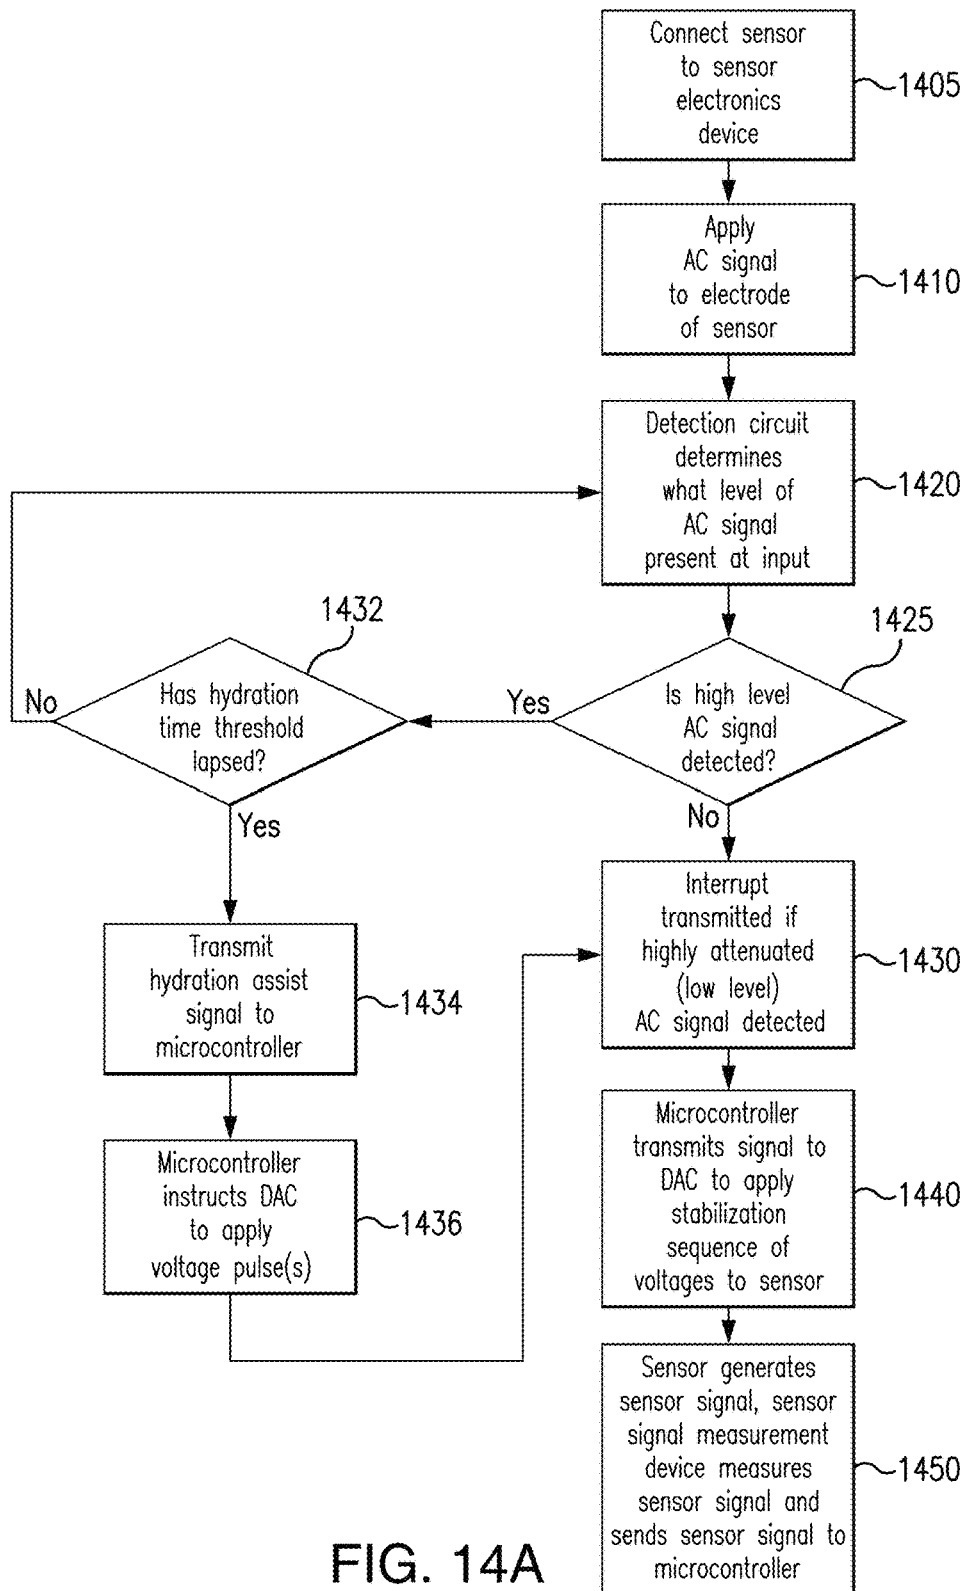 Connect sensor
to sensor
electronics
device
1405
Apply
AC signal
to electrode
of sensor
1410
Detection circuit
determines
what level of
AC signal
present at input
1420
1432
1425
No
Has hydration
time threshold
lapsed?
Yes
Is high level
AC signal
detected?
Yes
No
Transmit
hydration assist
signal to
microcontroller
1434
Interrupt
transmitted if
highly attenuated
(low level)
AC signal detected
1430
Microcontroller
instructs DAC
to apply
voltage pulse(s)
1436
Microcontroller
transmits signal to
DAC to apply
stabilization
sequence of
voltages to sensor
1440
Sensor generates
sensor signal, sensor
signal measurement
device measures
sensor signal and
sends sensor signal to
microcontroller
1450
FIG. 14A